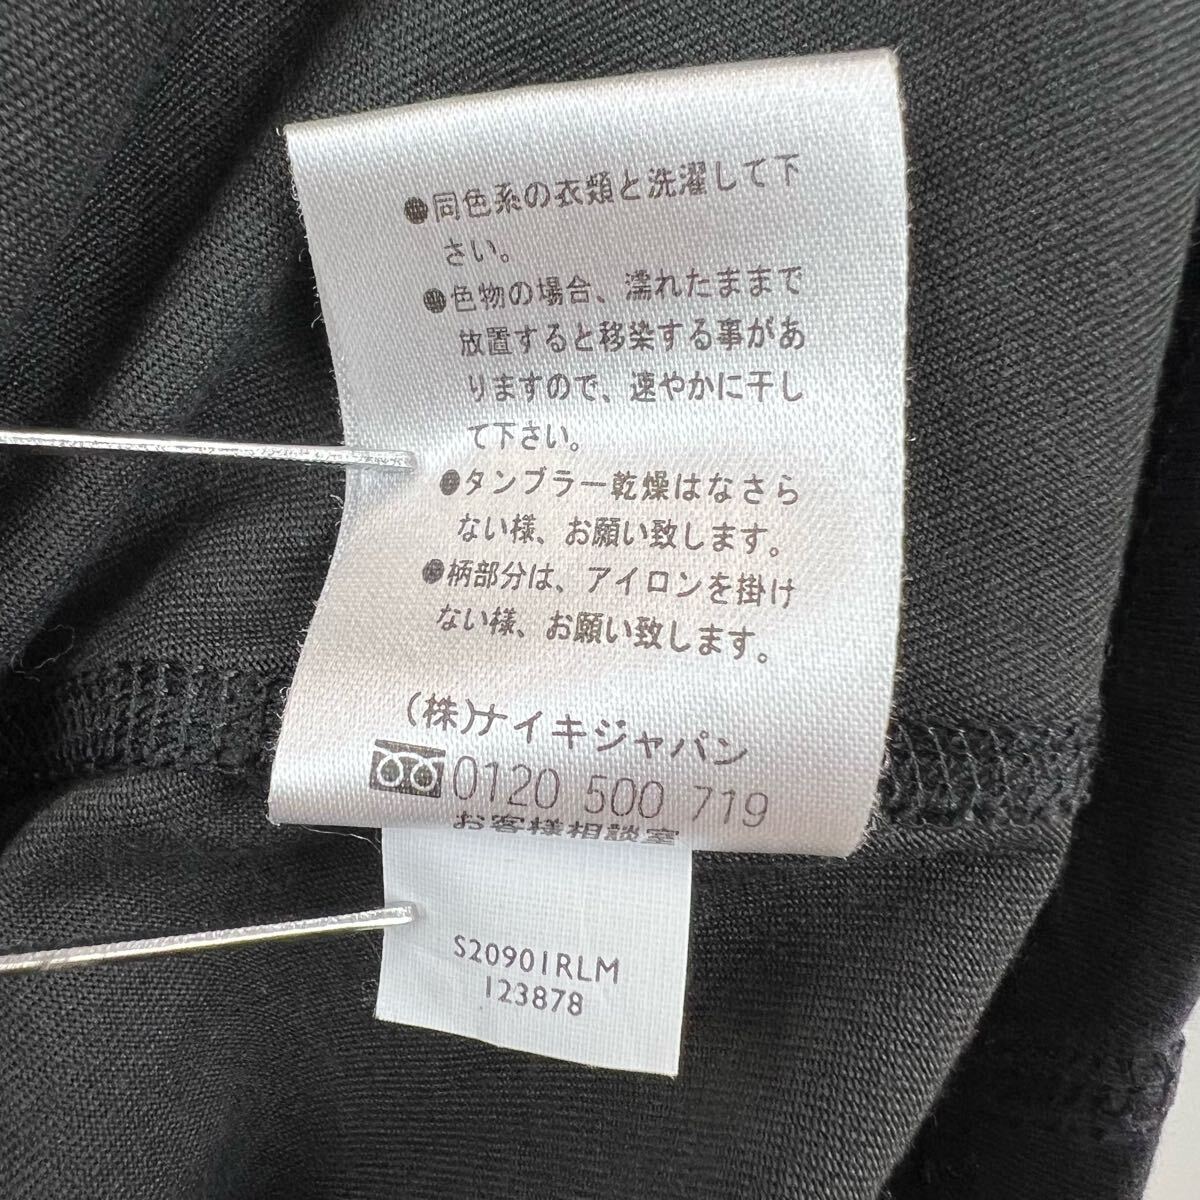 ●同色系の衣類と洗濯して下
さい。
●色物の場合、濡れたままで
放置すると移染する事があ
りますので、速やかに干し
て下さい。
●タンブラー乾燥はなさら
ない様、お願い致します。
●柄部分は、アイロンを掛け
ない様、お願い致します。
(株)ナイキジャパン
0120 500 719
お客様相談室
S20901RLM
123878